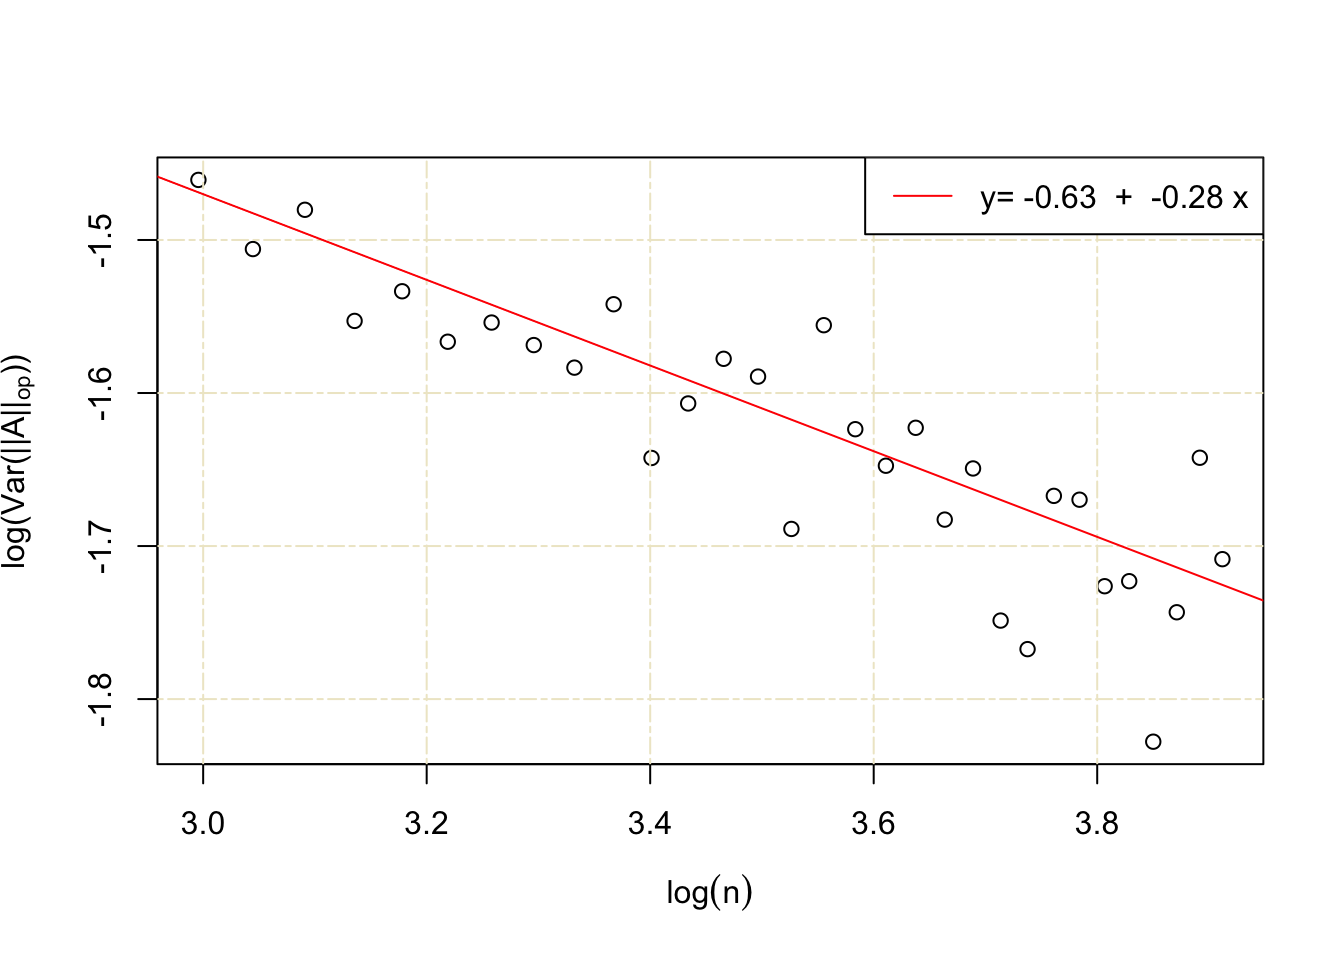 y= -0.63 + -0.28 x
log(Var(||A||op))
-1.5
-1.6
-1.7
-1.8
3.0 3.2 3.4 3.6 3.8
log(n)